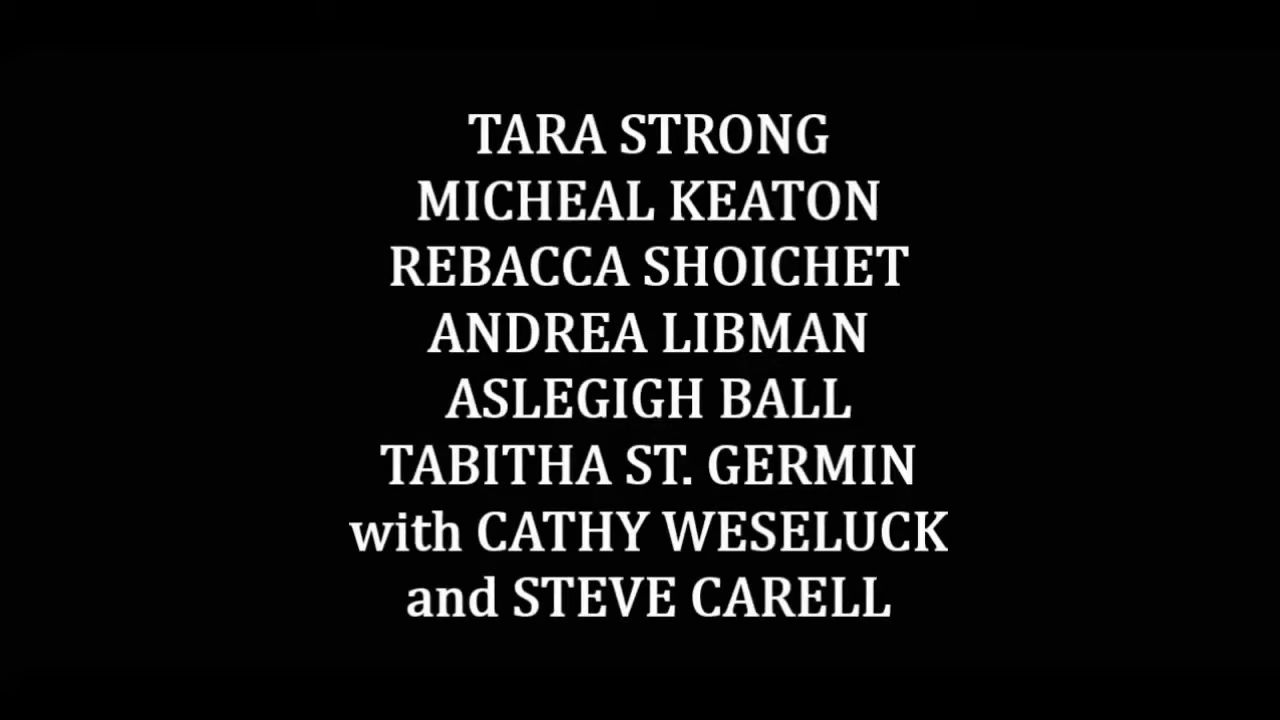 TARA STRONG
MICHEAL KEATON
REBACCA SHOICHET
ANDREA LIBMAN
ASLEGIGH BALL
TABITHA ST. GERMIN
with CATHY WESELUCK
and STEVE CARELL